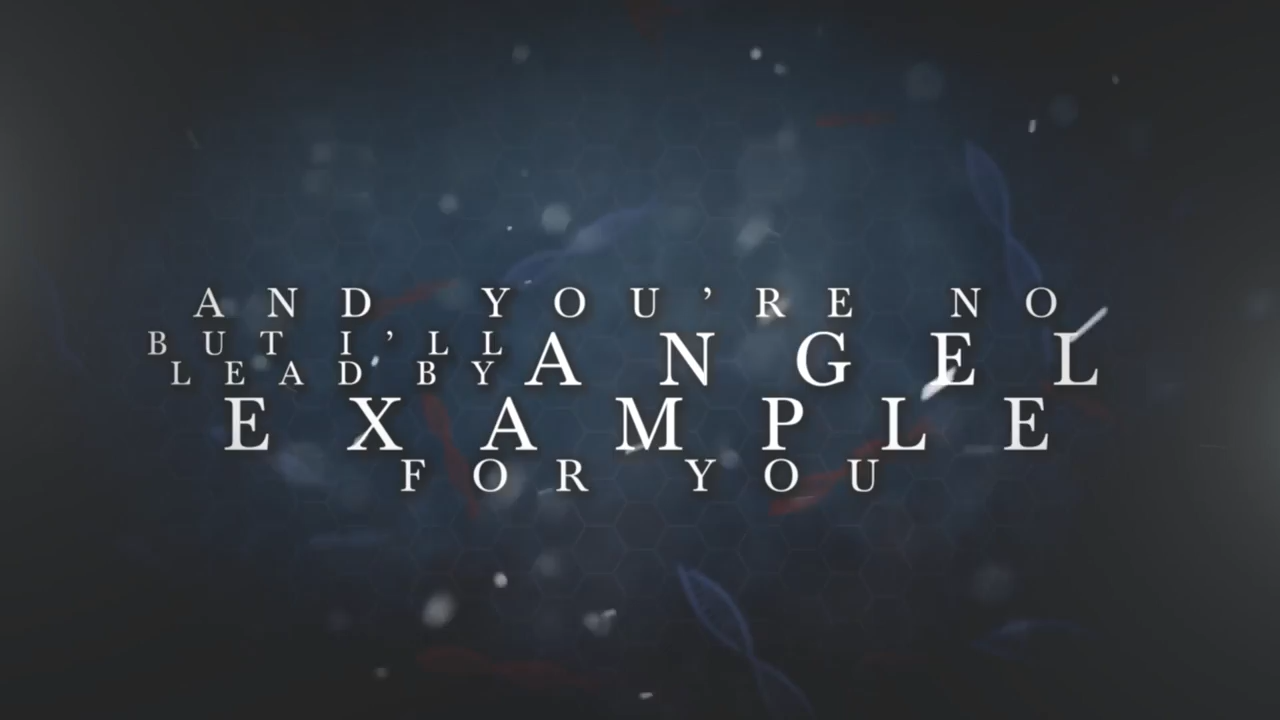 AND YOU’RE NO
ANGEL
BUT I’LL
LEAD BY
EXAMPLE
FOR YOU